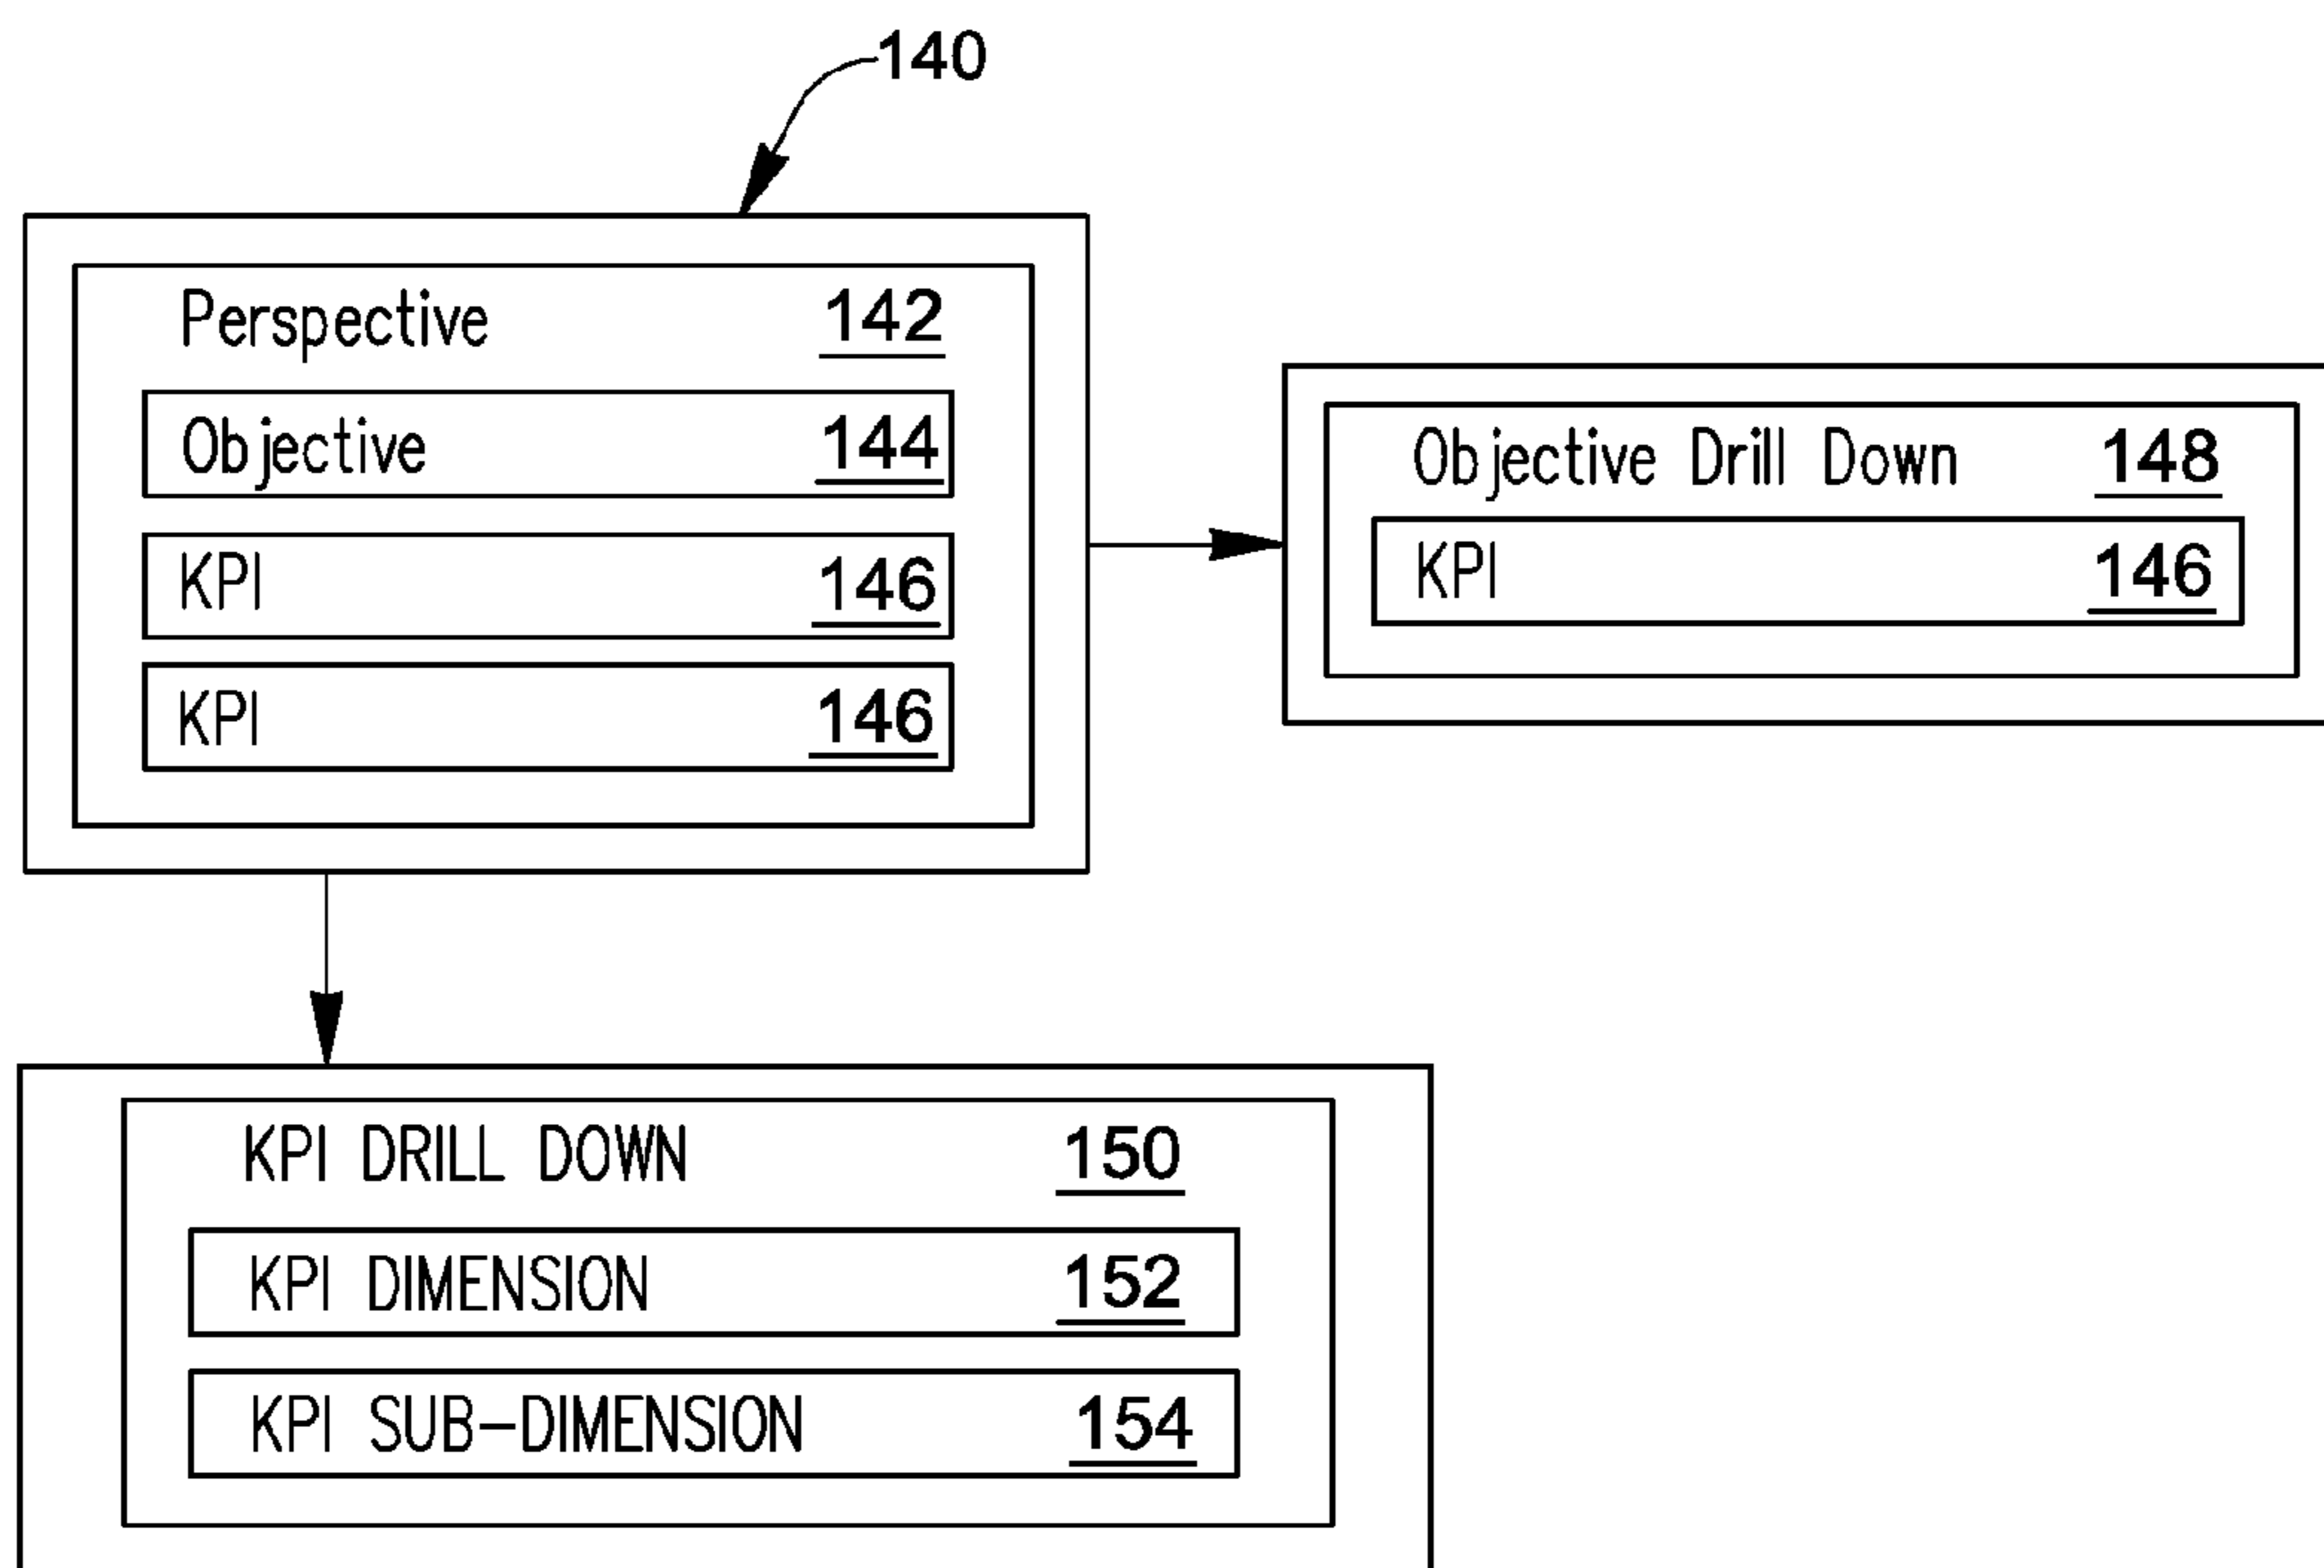 140
Perspective 142
Objective 144
KPI 146
KPI 146
Objective Drill Down 148
KPI 146
KPI DRILL DOWN 150
KPI DIMENSION 152
KPI SUB-DIMENSION 154